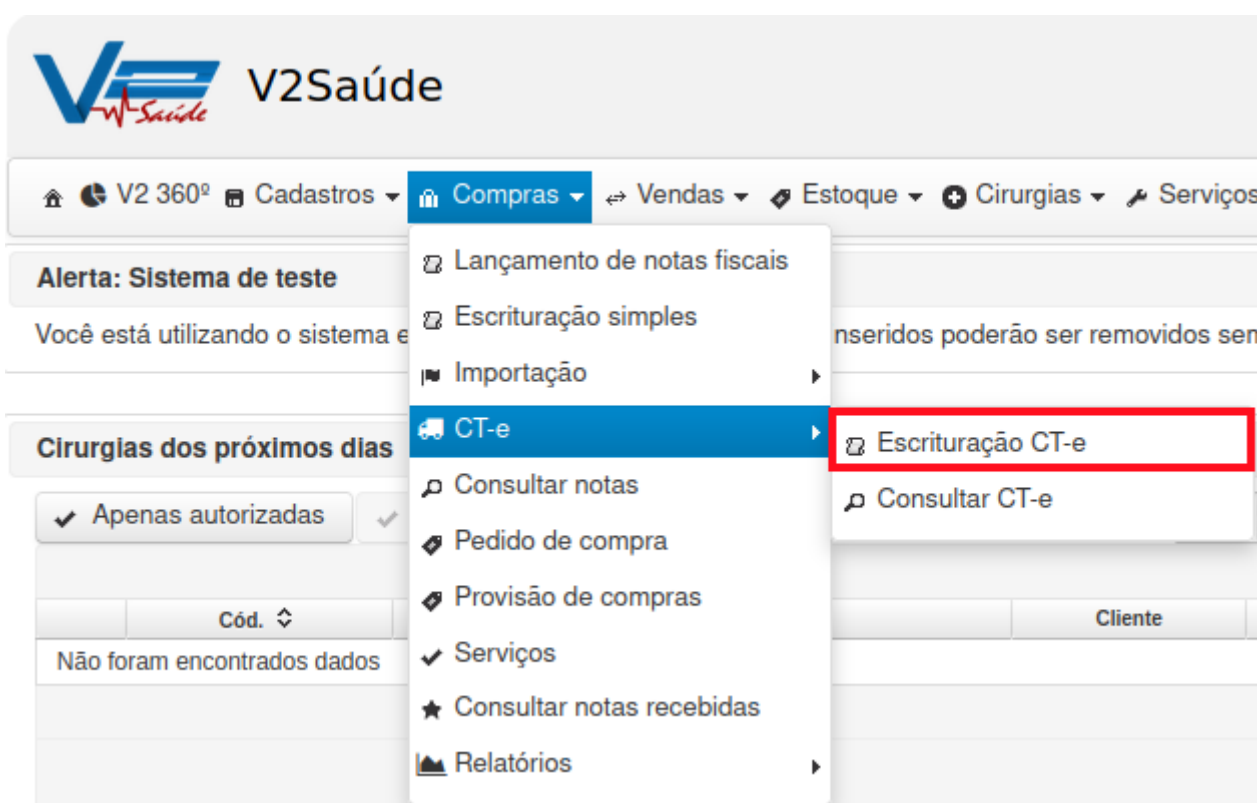 V2 Saúde
V2Saúde
V2 360º Cadastros Compras Vendas Estoque Cirurgias Serviços
Alerta: Sistema de teste
Você está utilizando o sistema e
nseridos poderão ser removidos sem
Lançamento de notas fiscais
Escrituração simples
Importação
CT-e
Escrituração CT-e
Consultar CT-e
Consultar notas
Pedido de compra
Provisão de compras
Serviços
Consultar notas recebidas
Relatórios
Cirurgias dos próximos dias
Apenas autorizadas
Cód. Cliente
Não foram encontrados dados